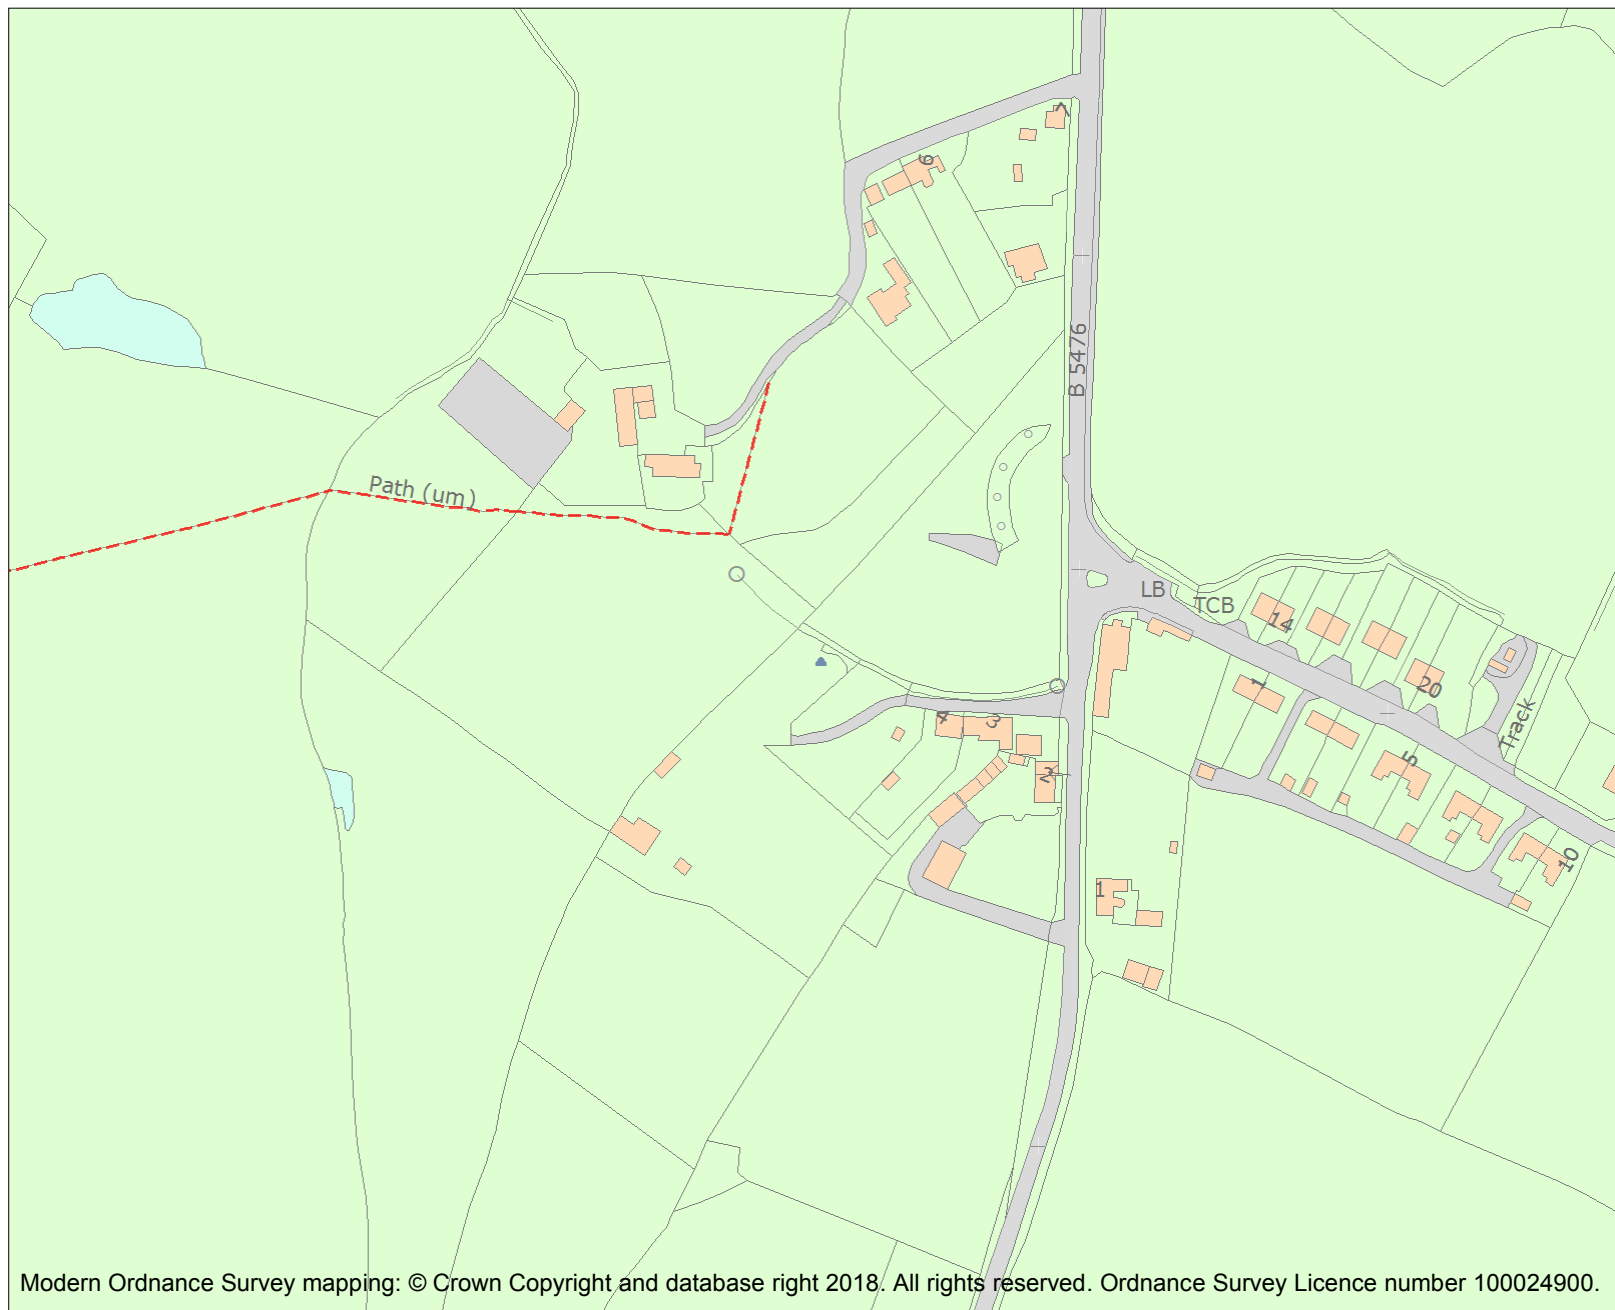 7
6
B 5476
Path (um)
LB
TCB
14
1
20
4
3
Track
2
5
10
1
Modern Ordnance Survey mapping: © Crown Copyright and database right 2018. All rights reserved. Ordnance Survey Licence number 100024900.